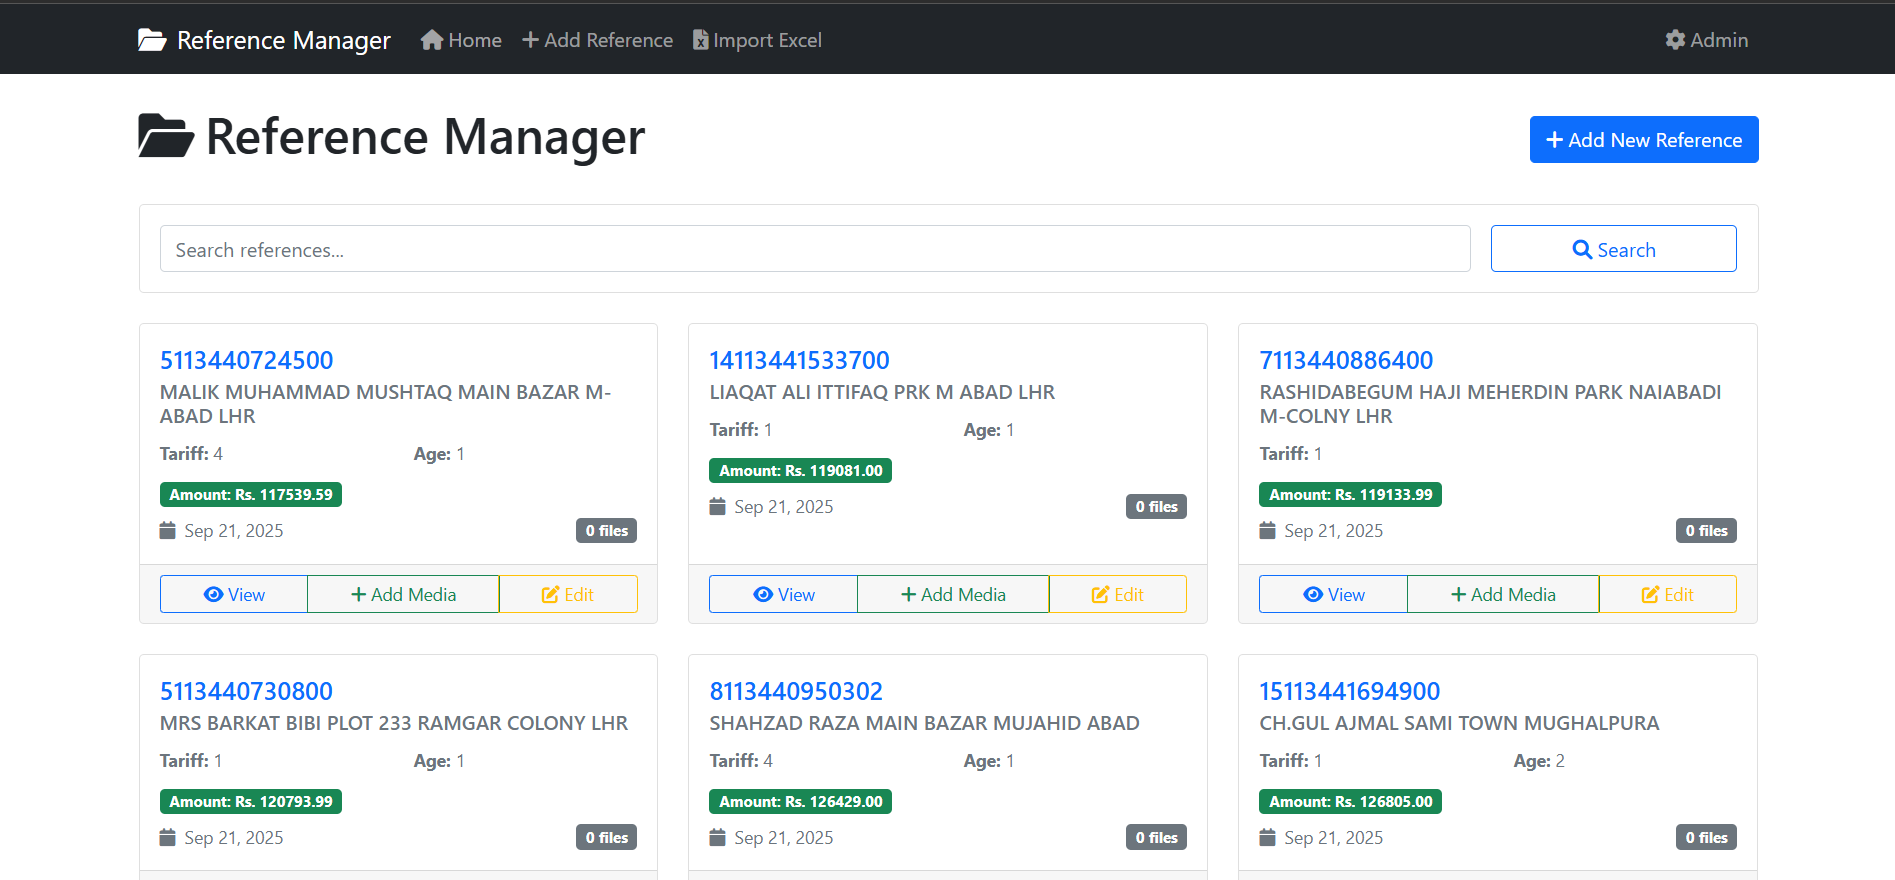 Reference Manager Home Add Reference Import Excel Admin
Reference Manager
Add New Reference
Search references...
Search
5113440724500
MALIK MUHAMMAD MUSHTAQ MAIN BAZAR M-
ABAD LHR
Tariff: 4 Age: 1
Amount: Rs. 117539.59
Sep 21, 2025 0 files
View Add Media Edit
14113441533700
LIAQAT ALI ITTIFAQ PRK M ABAD LHR
Tariff: 1 Age: 1
Amount: Rs. 119081.00
Sep 21, 2025 0 files
View Add Media Edit
7113440886400
RASHIDABEGUM HAJI MEHERDIN PARK NAIABADI
M-COLNY LHR
Tariff: 1
Amount: Rs. 119133.99
Sep 21, 2025 0 files
View Add Media Edit
5113440730800
MRS BARKAT BIBI PLOT 233 RAMGAR COLONY LHR
Tariff: 1 Age: 1
Amount: Rs. 120793.99
Sep 21, 2025 0 files
8113440950302
SHAHZAD RAZA MAIN BAZAR MUJAHID ABAD
Tariff: 4 Age: 1
Amount: Rs. 126429.00
Sep 21, 2025 0 files
15113441694900
CH.GUL AJMAL SAMI TOWN MUGHALPURA
Tariff: 1 Age: 2
Amount: Rs. 126805.00
Sep 21, 2025 0 files